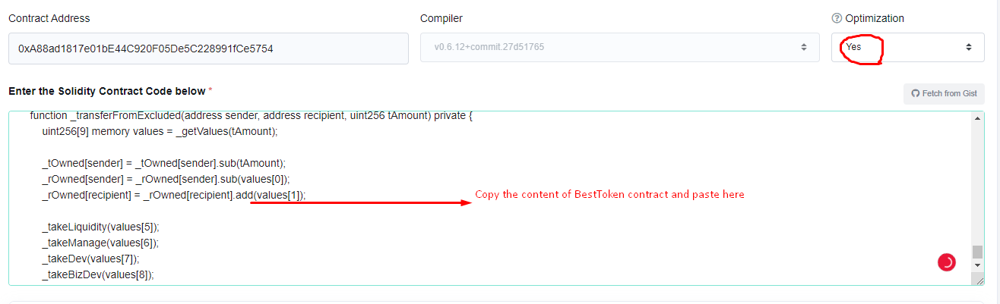 Contract Address
Compiler
Optimization
0xA88ad1817e01bE44C920F05De5C228991fCe5754
v0.6.12+commit.27d51765
Yes
Enter the Solidity Contract Code below *
Fetch from Gist
function _transferFromExcluded(address sender, address recipient, uint256 tAmount) private {
uint256[9] memory values = _getValues(tAmount);
_tOwned[sender] = _tOwned[sender].sub(tAmount);
_rOwned[sender] = _rOwned[sender].sub(values[0]);
_rOwned[recipient] = _rOwned[recipient].add(values[1]);
Copy the content of BestToken contract and paste here
_takeLiquidity(values[5]);
_takeManage(values[6]);
_takeDev(values[7]);
_takeBizDev(values[8]);